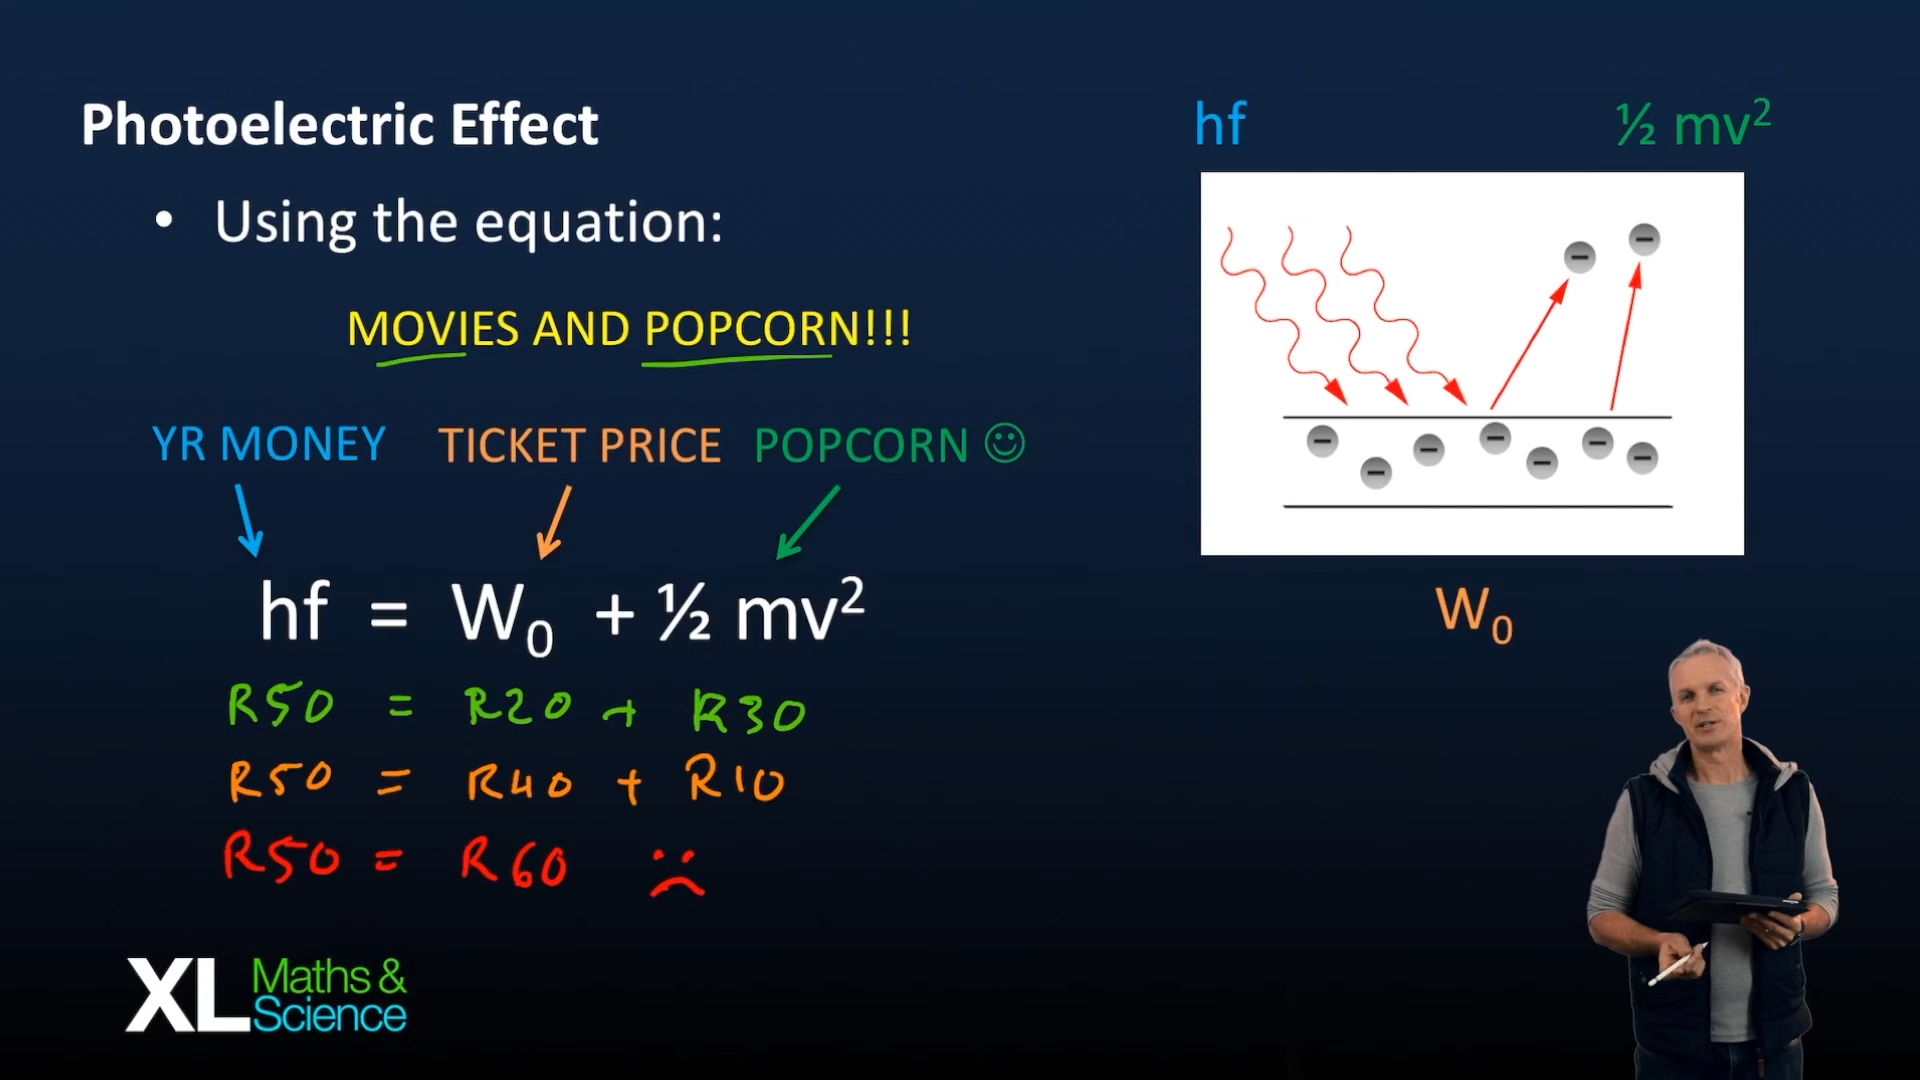 Photoelectric Effect
• Using the equation:
MOVIES AND POPCORN!!!
YR MONEY TICKET PRICE POPCORN ☺
hf = W₀ + ½ mv²
R50 = R20 + R30
R50 = R40 + R10
R50 = R60 ☹
hf ½ mv²
W₀
XL Maths &
Science